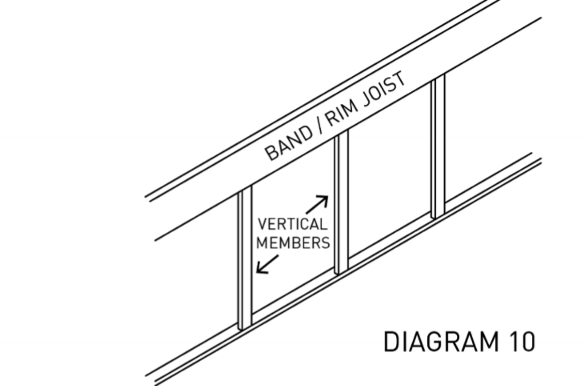 BAND / RIM JOIST
VERTICAL
MEMBERS
DIAGRAM 10